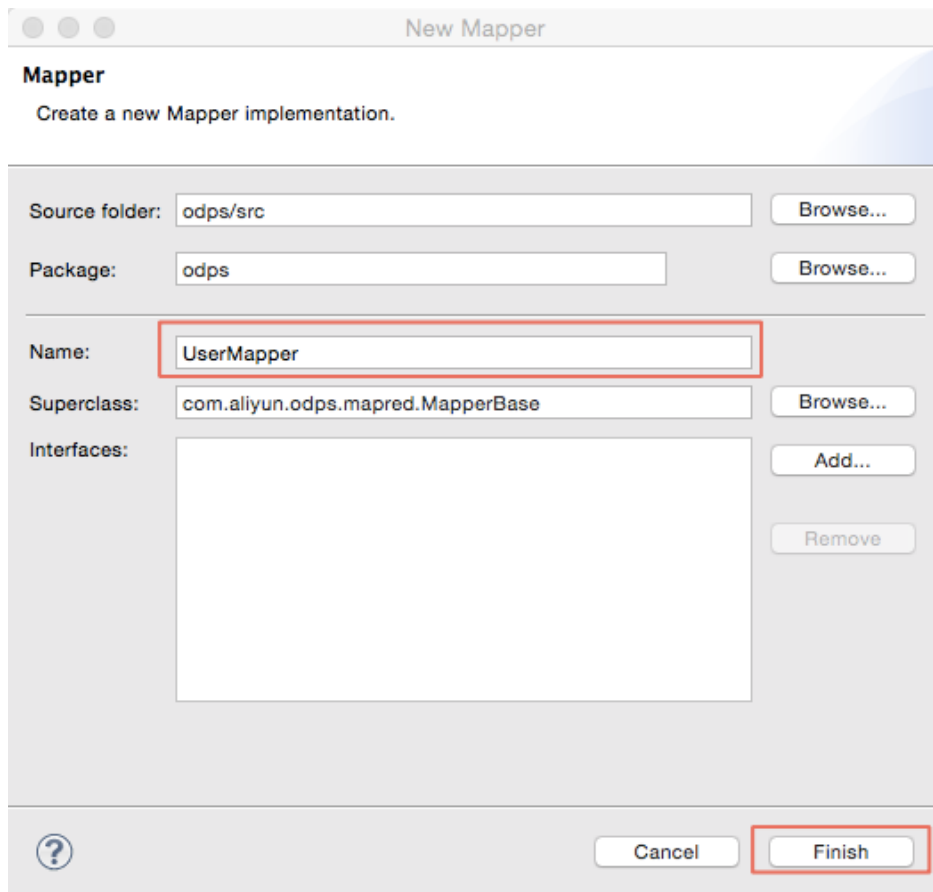 New Mapper
Mapper
Create a new Mapper implementation.
Source folder: odps/src Browse...
Package: odps Browse...
Name: UserMapper
Superclass: com.aliyun.odps.mapred.MapperBase Browse...
Interfaces: Add...
Remove
? Cancel Finish